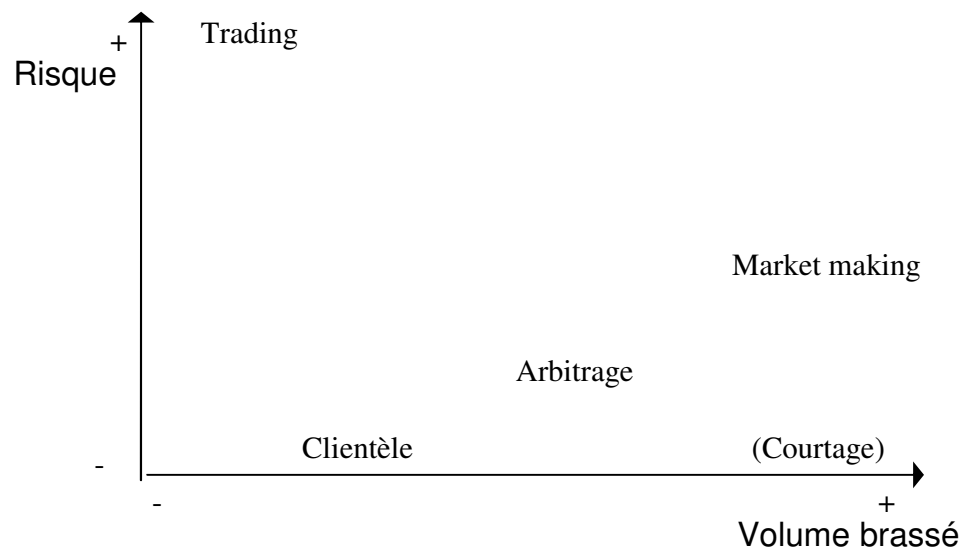 Trading
+
Risque
Market making
Arbitrage
Clientèle (Courtage)
-
- +
Volume brassé